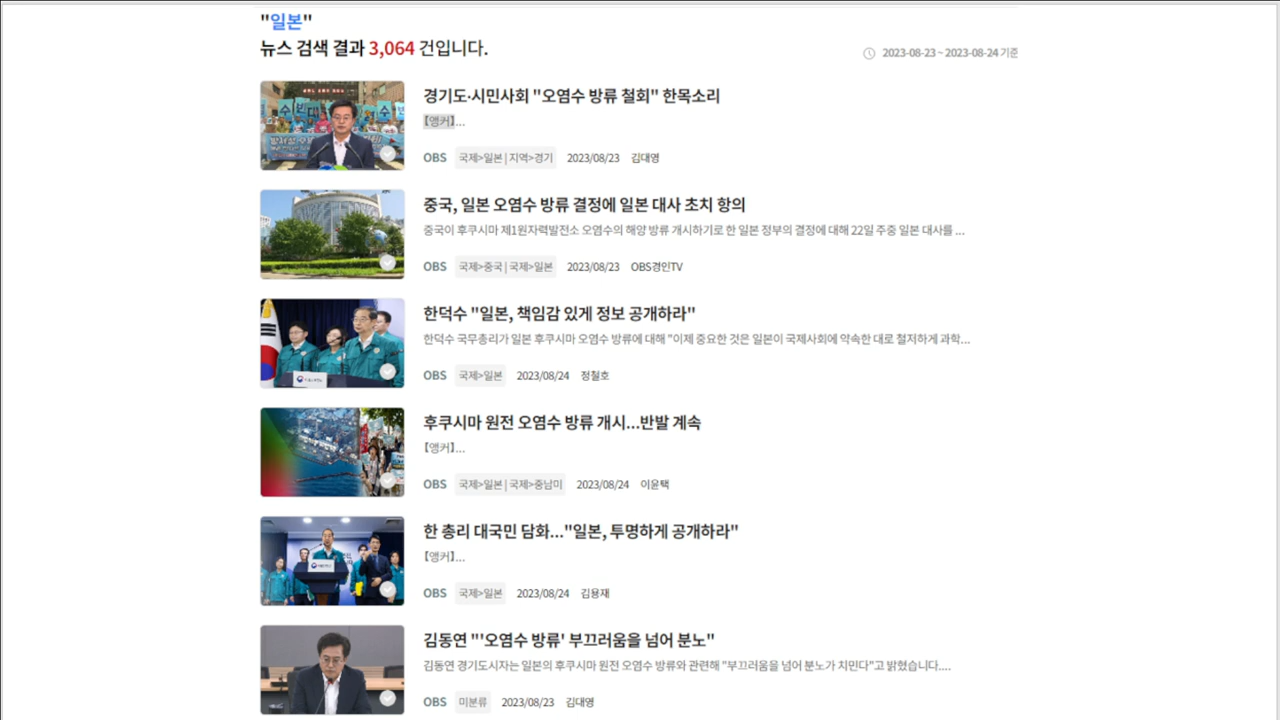 "일본"
뉴스 검색 결과 3,064 건입니다.
2023-08-23 ~ 2023-08-24 기준
경기도·시민사회 "오염수 방류 철회" 한목소리
【앵커】...
OBS 국제>일본 | 지역>경기 2023/08/23 김대영
중국, 일본 오염수 방류 결정에 일본 대사 초치 항의
중국이 후쿠시마 제1원자력발전소 오염수의 해양 방류 개시하기로 한 일본 정부의 결정에 대해 22일 주중 일본 대사를 ...
OBS 국제>중국 | 국제>일본 2023/08/23 OBS경인TV
한덕수 "일본, 책임감 있게 정보 공개하라"
한덕수 국무총리가 일본 후쿠시마 오염수 방류에 대해 "이제 중요한 것은 일본이 국제사회에 약속한 대로 철저하게 과학...
OBS 국제>일본 2023/08/24 정철호
후쿠시마 원전 오염수 방류 개시...반발 계속
【앵커】...
OBS 국제>일본 | 국제>중남미 2023/08/24 이윤택
한 총리 대국민 담화..."일본, 투명하게 공개하라"
【앵커】...
OBS 국제>일본 2023/08/24 김용재
김동연 "'오염수 방류' 부끄러움을 넘어 분노"
김동연 경기도시자는 일본의 후쿠시마 원전 오염수 방류와 관련해 "부끄러움을 넘어 분노가 치민다"고 밝혔습니다....
OBS 미분류 2023/08/23 김대영